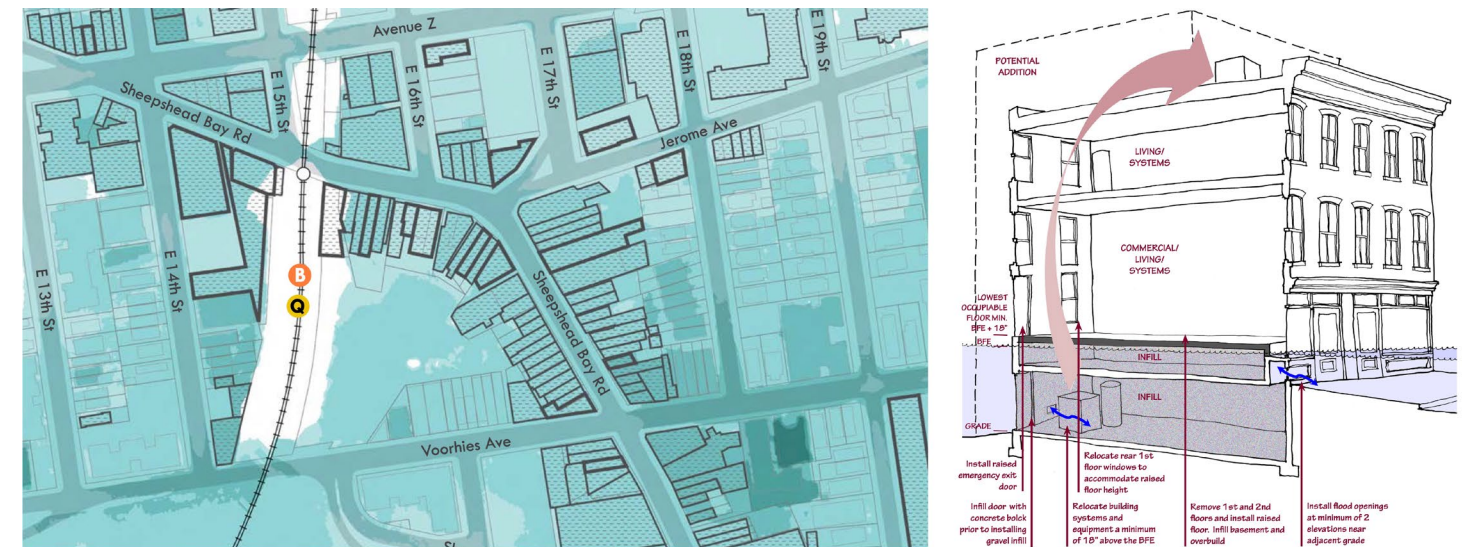 Avenue Z
E 15th St
E 16th St
E 17th St
E 18th St
E 19th St
Sheepshead Bay Rd
Jerome Ave
E 13th St
E 14th St
B
Q
Sheepshead Bay Rd
Voorhies Ave
POTENTIAL
ADDITION
LIVING/
SYSTEMS
COMMERCIAL/
LIVING/
SYSTEMS
LOWEST
OCCUPIABLE
FLOOR MIN.
BFE + 18"
BFE
INFILL
INFILL
GRADE
Install raised
emergency exit
door
Relocate rear 1st
floor windows to
accommodate raised
floor height
Infill door with
concrete bolck
prior to installing
gravel infill
Relocate building
systems and
equipment a minimum
of 18" above the BFE
Remove 1st and 2nd
floors and install raised
floor. Infill basement and
overbuild
Install flood openings
at minimum of 2
elevations near
adjacent grade